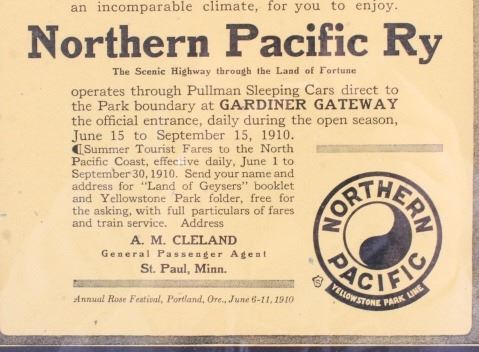 an incomparable climate, for you to enjoy.
Northern Pacific Ry
The Scenic Highway through the Land of Fortune
operates through Pullman Sleeping Cars direct to
the Park boundary at GARDINER GATEWAY
the official entrance, daily during the open season,
June 15 to September 15, 1910.
¶Summer Tourist Fares to the North
Pacific Coast, effective daily, June 1 to
September 30, 1910. Send your name and
address for "Land of Geysers" booklet
and Yellowstone Park folder, free for
the asking, with full particulars of fares
and train service. Address
A. M. CLELAND
General Passenger Agent
St. Paul, Minn.
Annual Rose Festival, Portland, Ore., June 6-11, 1910
NORTHERN
PACIFIC
YELLOWSTONE PARK LINE